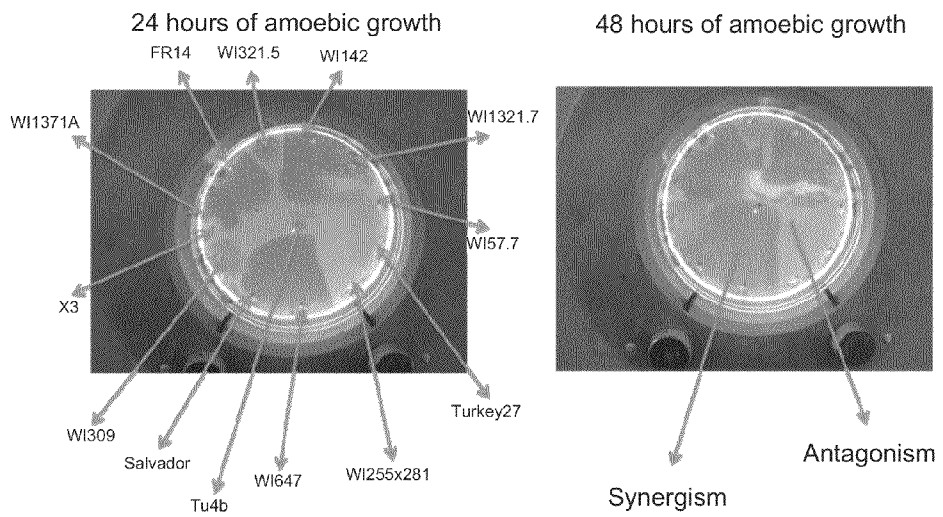 24 hours of amoebic growth
48 hours of amoebic growth
FR14
WI321.5
WI142
WI1371A
WI1321.7
WI57.7
X3
Turkey27
WI309
Salvador
WI647
WI255x281
Tu4b
Antagonism
Synergism